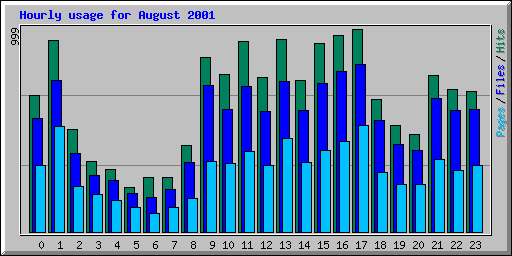 Hourly usage for August 2001
999
Pages/Files/Hits
0 1 2 3 4 5 6 7 8 9 10 11 12 13 14 15 16 17 18 19 20 21 22 23